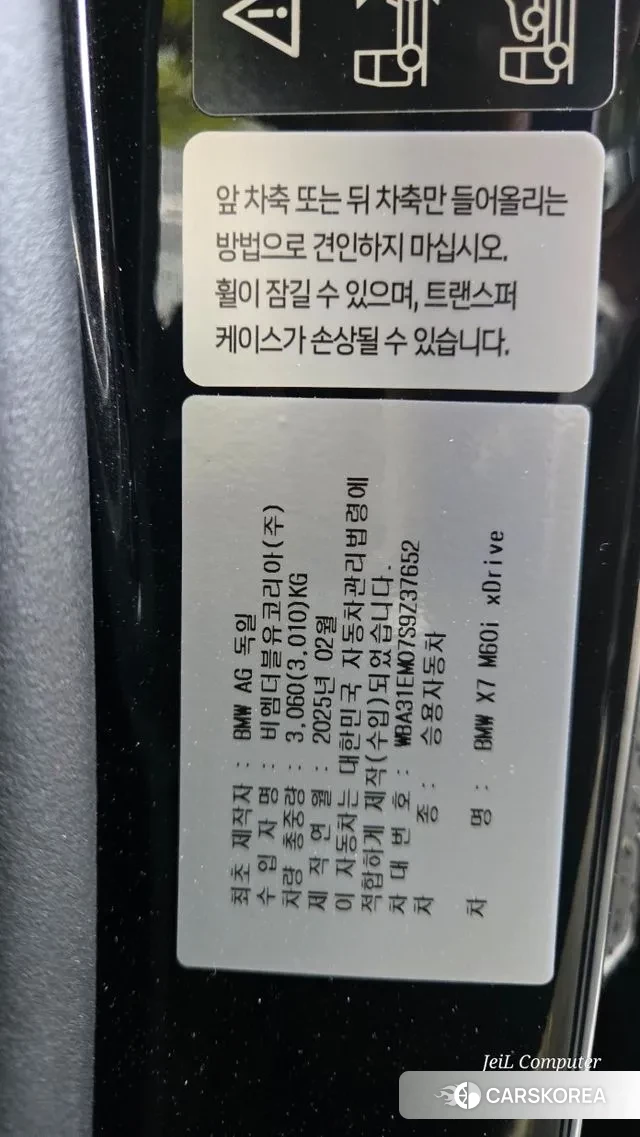 앞 차축 또는 뒤 차축만 들어올리는
방법으로 견인하지 마십시오.
휠이 잠길 수 있으며, 트랜스퍼
케이스가 손상될 수 있습니다.
최초 제작자 : BMW AG 독일
수 입 자 명 : 비엠더블유코리아(주)
차량 총중량 : 3,060(3,010)KG
제 작 연 월 : 2025년 02월
이 자동차는 대한민국 자동차관리법령에
적합하게 제작(수입)되었습니다.
차 대 번 호 : WBA31EM07S9Z37652
차 종 : 승용자동차
차 명 : BMW X7 M60i xDrive
JeiL Computer
CARSKOREA